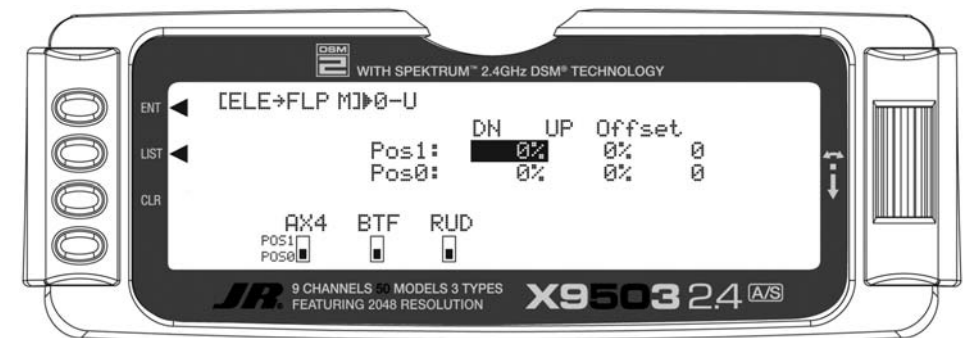 DSM
2 WITH SPEKTRUM™ 2.4GHz DSM® TECHNOLOGY
ENT
LIST
CLR
[ELE→FLP M]▶0-U
DN UP Offset
Pos1: 0% 0% 0
Pos0: 0% 0% 0
AX4 BTF RUD
POS1
POS0
JR. 9 CHANNELS 50 MODELS 3 TYPES
FEATURING 2048 RESOLUTION
X9503 2.4 A/S